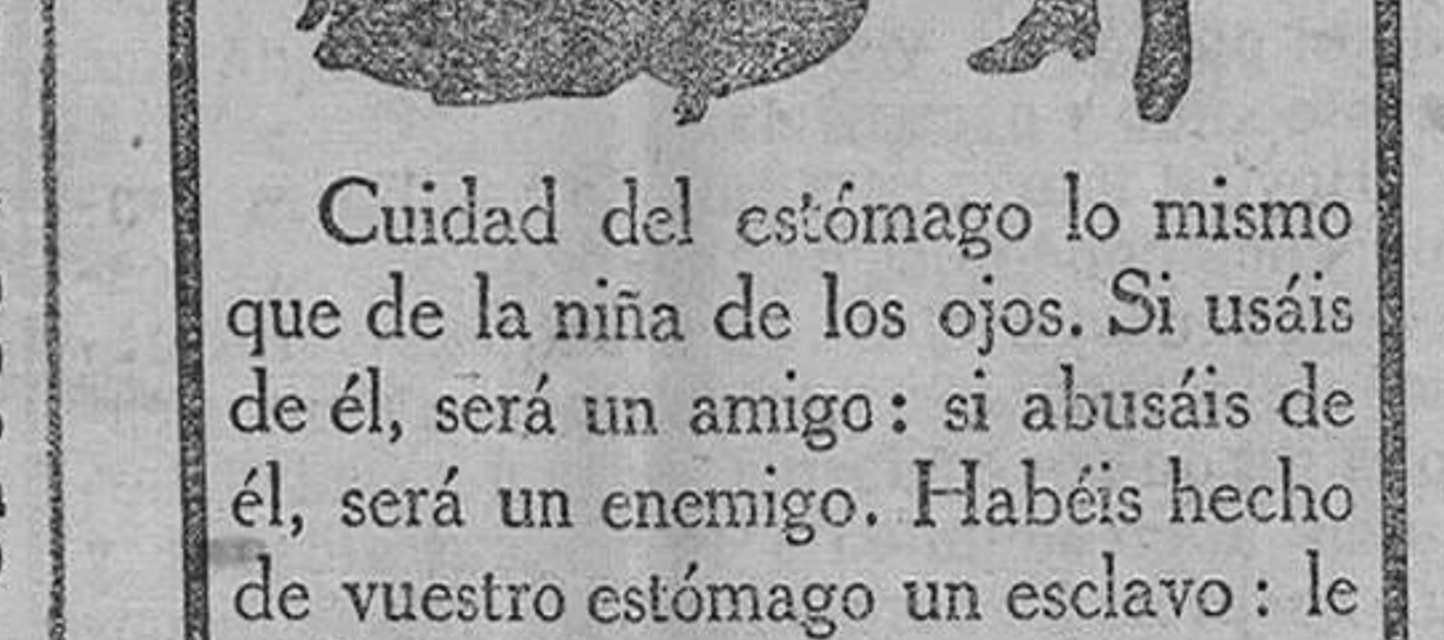 Cuidad del estómago lo mismo
que de la niña de los ojos. Si usáis
de él, será un amigo: si abusáis de
él, será un enemigo. Habéis hecho
de vuestro estómago un esclavo: le